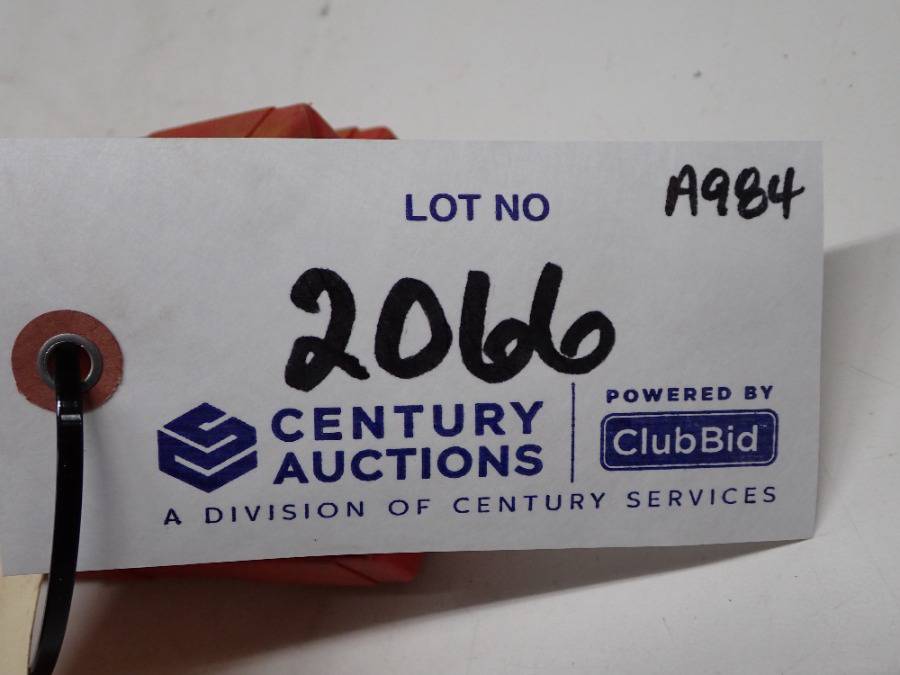 LOT NO
A984
2066
CENTURY
AUCTIONS
POWERED BY
ClubBid
A DIVISION OF CENTURY SERVICES